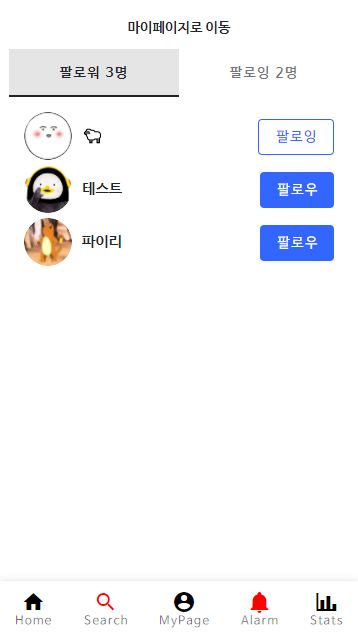 마이페이지로 이동
팔로워 3명 팔로잉 2명
🐑 팔로잉
테스트 팔로우
파이리 팔로우
Home Search MyPage Alarm Stats